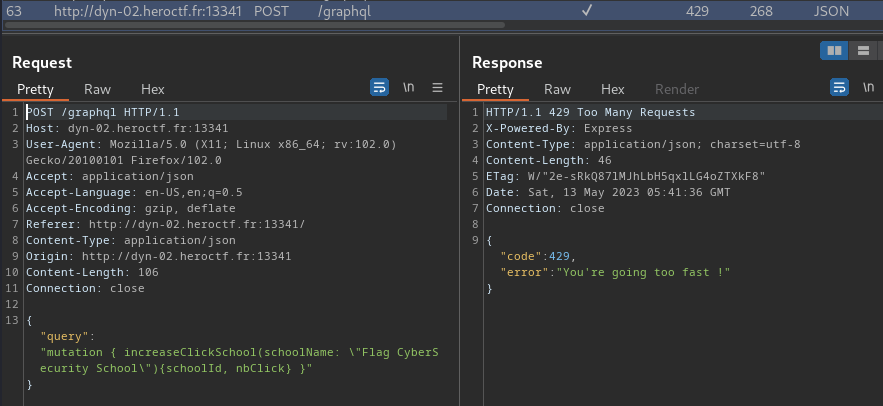 63 http://dyn-02.heroctf.fr:13341 POST /graphql ✓ 429 268 JSON
Request
Pretty Raw Hex
\n
1 POST /graphql HTTP/1.1
2 Host: dyn-02.heroctf.fr:13341
3 User-Agent: Mozilla/5.0 (X11; Linux x86_64; rv:102.0)
Gecko/20100101 Firefox/102.0
4 Accept: application/json
5 Accept-Language: en-US,en;q=0.5
6 Accept-Encoding: gzip, deflate
7 Referer: http://dyn-02.heroctf.fr:13341/
8 Content-Type: application/json
9 Origin: http://dyn-02.heroctf.fr:13341
10 Content-Length: 106
11 Connection: close
12
13 {
"query":
"mutation { increaseClickSchool(schoolName: \"Flag CyberS
ecurity School\"){schoolId, nbClick} }"
}
Response
Pretty Raw Hex Render
\n
1 HTTP/1.1 429 Too Many Requests
2 X-Powered-By: Express
3 Content-Type: application/json; charset=utf-8
4 Content-Length: 46
5 ETag: W/"2e-sRkQ87lMJhLbH5qxlLG4oZTXkF8"
6 Date: Sat, 13 May 2023 05:41:36 GMT
7 Connection: close
8
9 {
"code":429,
"error":"You're going too fast !"
}